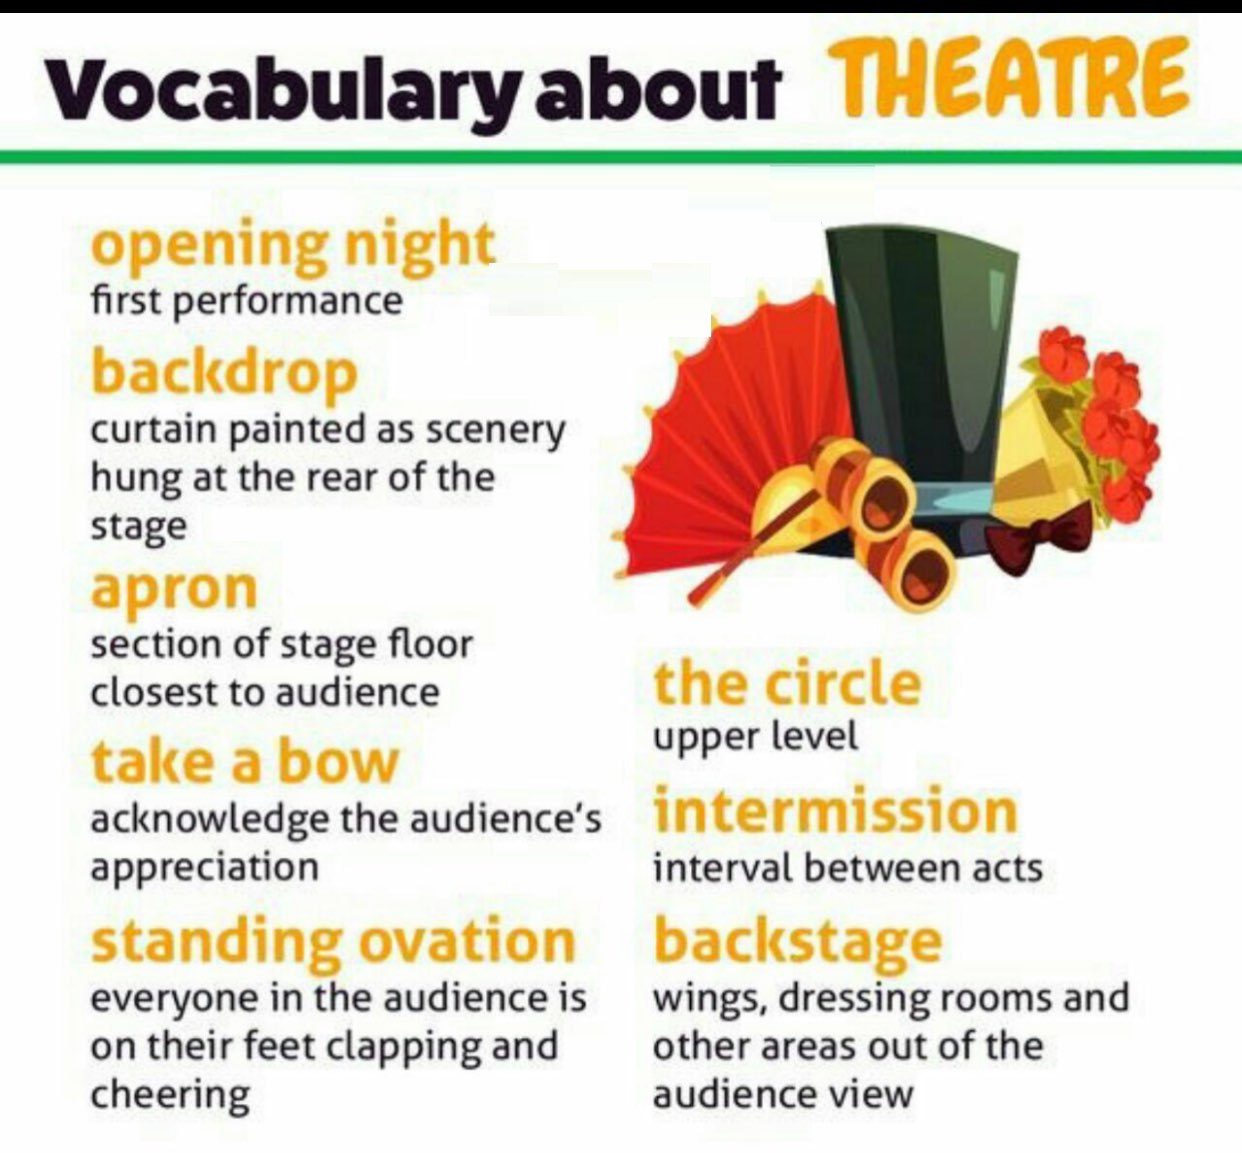 Vocabulary about THEATRE
opening night
first performance
backdrop
curtain painted as scenery
hung at the rear of the
stage
apron
section of stage floor
closest to audience
take a bow
acknowledge the audience's
appreciation
standing ovation
everyone in the audience is
on their feet clapping and
cheering
the circle
upper level
intermission
interval between acts
backstage
wings, dressing rooms and
other areas out of the
audience view